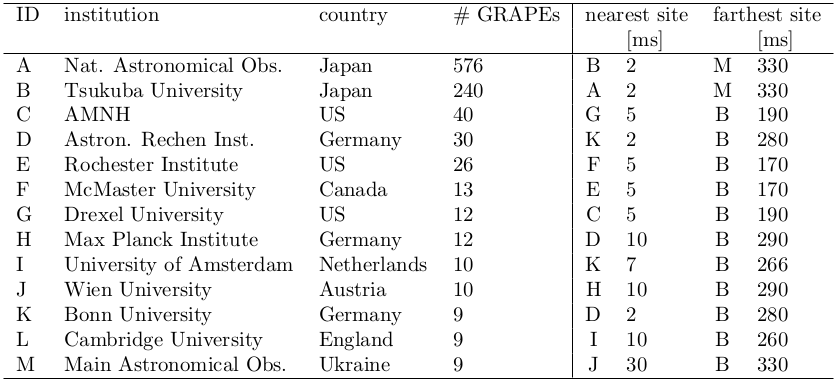 ID institution country # GRAPEs nearest site farthest site
[ms] [ms]
A Nat. Astronomical Obs. Japan 576 B 2 M 330
B Tsukuba University Japan 240 A 2 M 330
C AMNH US 40 G 5 B 190
D Astron. Rechen Inst. Germany 30 K 2 B 280
E Rochester Institute US 26 F 5 B 170
F McMaster University Canada 13 E 5 B 170
G Drexel University US 12 C 5 B 190
H Max Planck Institute Germany 12 D 10 B 290
I University of Amsterdam Netherlands 10 K 7 B 266
J Wien University Austria 10 H 10 B 290
K Bonn University Germany 9 D 2 B 280
L Cambridge University England 9 I 10 B 260
M Main Astronomical Obs. Ukraine 9 J 30 B 330